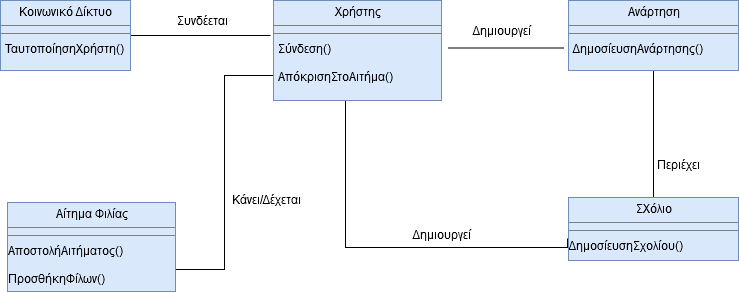 Κοινωνικό Δίκτυο
ΤαυτοποίησηΧρήστη()
Συνδέεται
Χρήστης
Σύνδεση()
ΑπόκρισηΣτοΑιτήμα()
Δημιουργεί
Ανάρτηση
ΔημοσίευσηΑνάρτησης()
Περιέχει
Κάνει/Δέχεται
Αίτημα Φιλίας
ΑποστολήΑιτήματος()
ΠροσθήκηΦίλων()
Δημιουργεί
ΣΧόλιο
ΔημοσίευσηΣχολίου()